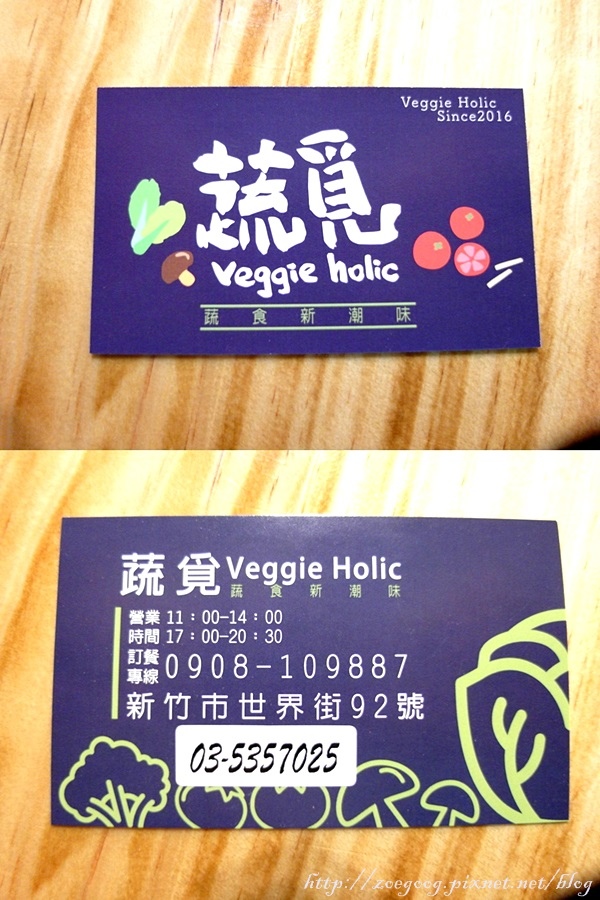 Veggie Holic
Since2016
蔬覓
veggie holic
蔬食新潮味
蔬覓 Veggie Holic
蔬食新潮味
營業 11：00-14：00
時間 17：00-20：30
訂餐專線 0908-109887
新竹市世界街92號
03-5357025
http://zoegoog.pixnet.net/blog